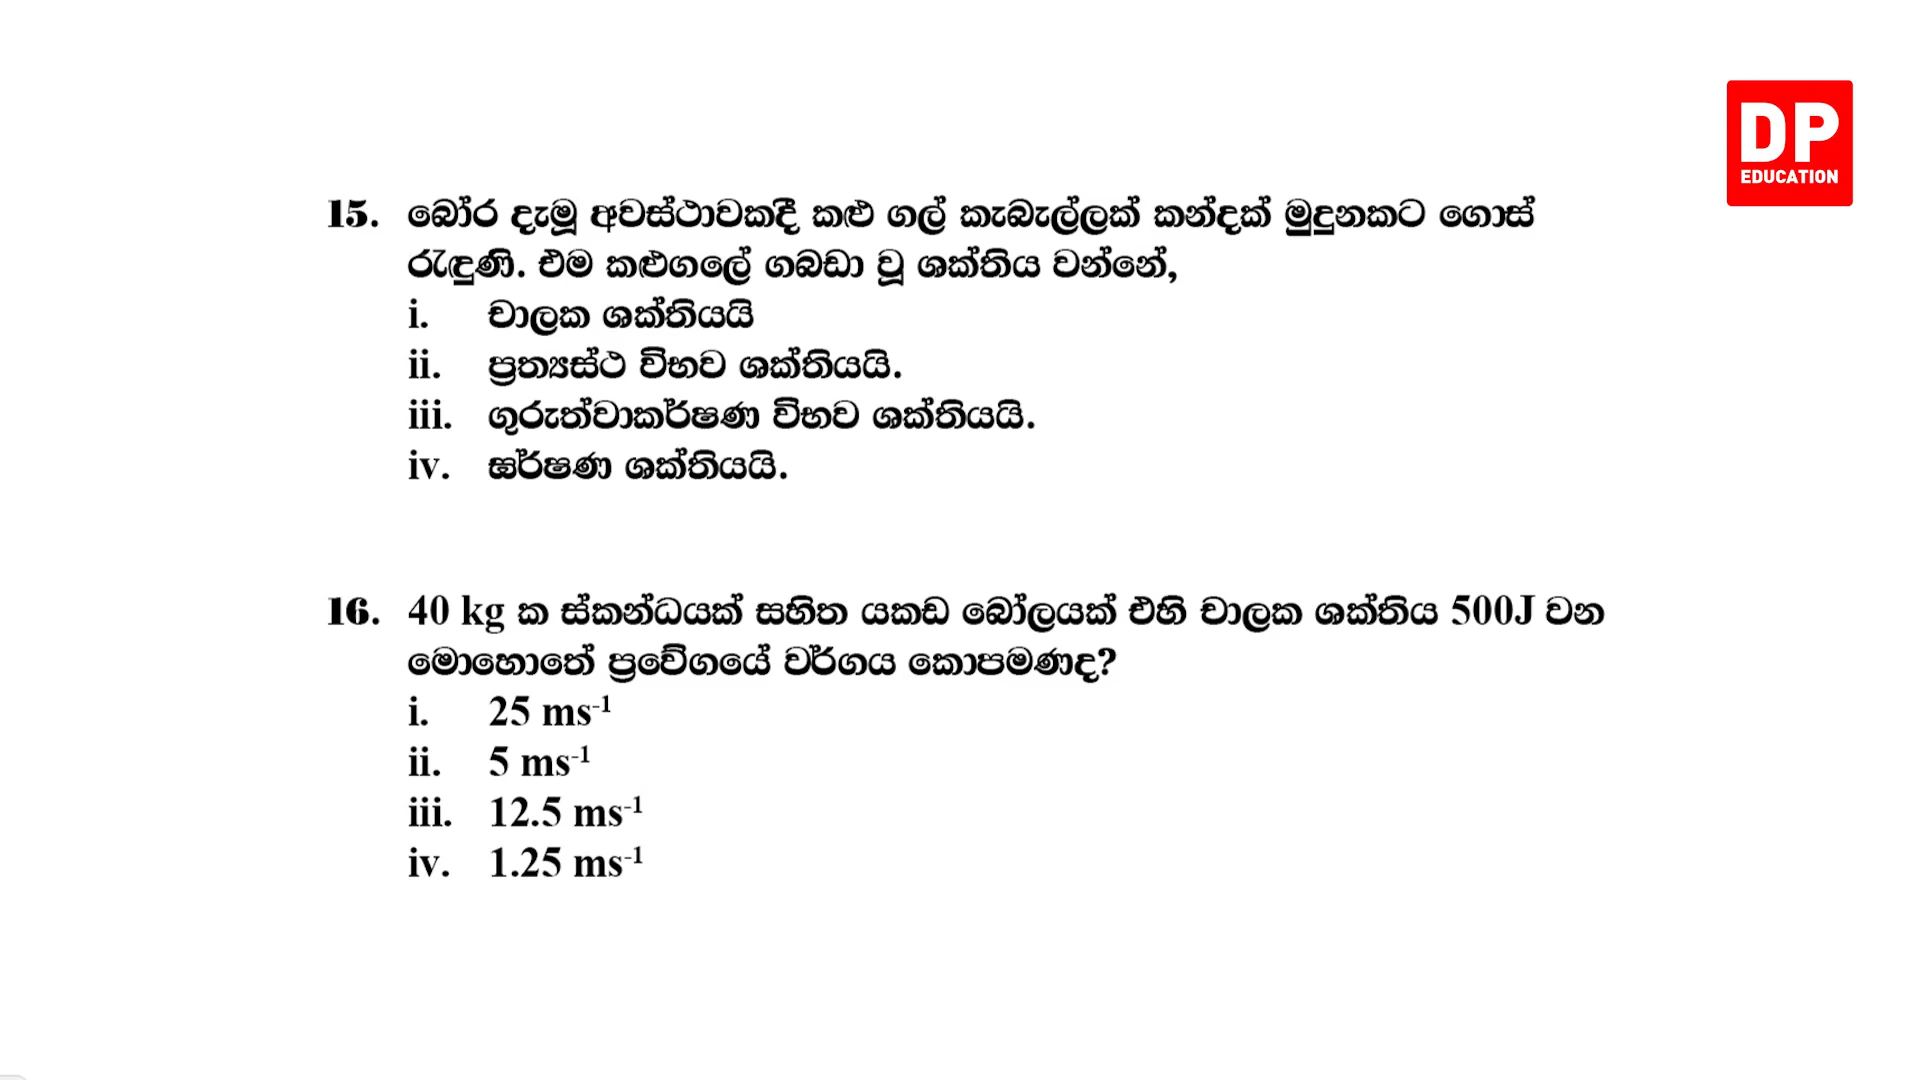 DP
EDUCATION
15. බෝර දැමූ අවස්ථාවකදී කළු ගල් කැබැල්ලක් කන්දක් මුදුනකට ගොස්
රැඳුණි. එම කළුගලේ ගබඩා වූ ශක්තිය වන්නේ,
i. චාලක ශක්තියයි
ii. ප්‍රත්‍යස්ථ විභව ශක්තියයි.
iii. ගුරුත්වාකර්ෂණ විභව ශක්තියයි.
iv. ඝර්ෂණ ශක්තියයි.
16. 40 kg ක ස්කන්ධයක් සහිත යකඩ බෝලයක් එහි චාලක ශක්තිය 500J වන
මොහොතේ ප්‍රවේගයේ වර්ගය කොපමණද?
i. 25 ms⁻¹
ii. 5 ms⁻¹
iii. 12.5 ms⁻¹
iv. 1.25 ms⁻¹